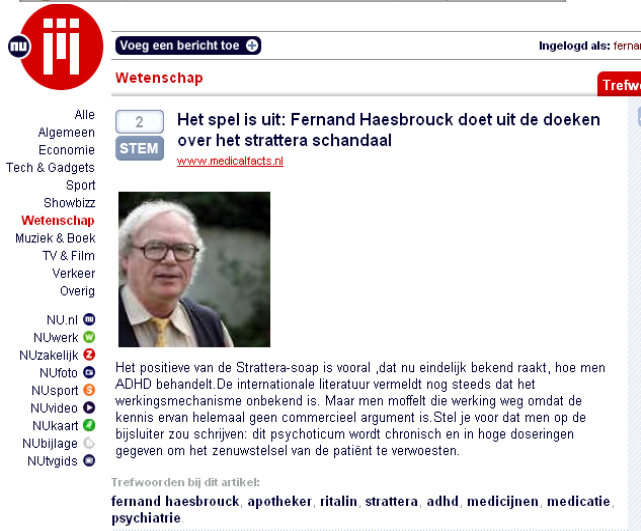 nu
Voeg een bericht toe
Ingelogd als: fernan
Wetenschap
Trefwo
Alle
Algemeen
Economie
Tech & Gadgets
Sport
Showbizz
Wetenschap
Muziek & Boek
TV & Film
Verkeer
Overig
NU.nl
NUwerk
NUzakelijk
NUfoto
NUsport
NUvideo
NUkaart
NUbijlage
NUtvgids
2
STEM
Het spel is uit: Fernand Haesbrouck doet uit de doeken
over het strattera schandaal
www.medicalfacts.nl
Het positieve van de Strattera-soap is vooral ,dat nu eindelijk bekend raakt, hoe men
ADHD behandelt.De internationale literatuur vermeldt nog steeds dat het
werkingsmechanisme onbekend is. Maar men moffelt die werking weg omdat de
kennis ervan helemaal geen commercieel argument is.Stel je voor dat men op de
bijsluiter zou schrijven: dit psychoticum wordt chronisch en in hoge doseringen
gegeven om het zenuwstelsel van de patiënt te verwoesten.
Trefwoorden bij dit artikel:
fernand haesbrouck, apotheker, ritalin, strattera, adhd, medicijnen, medicatie,
psychiatrie